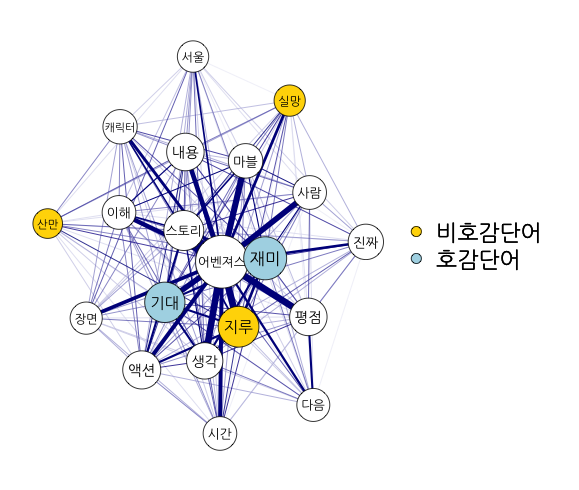 서울
실망
캐릭터
내용
마블
사람
이해
산만
스토리
진짜
어벤져스
재미
기대
장면
지루
평점
액션
생각
다음
시간
비호감단어
호감단어